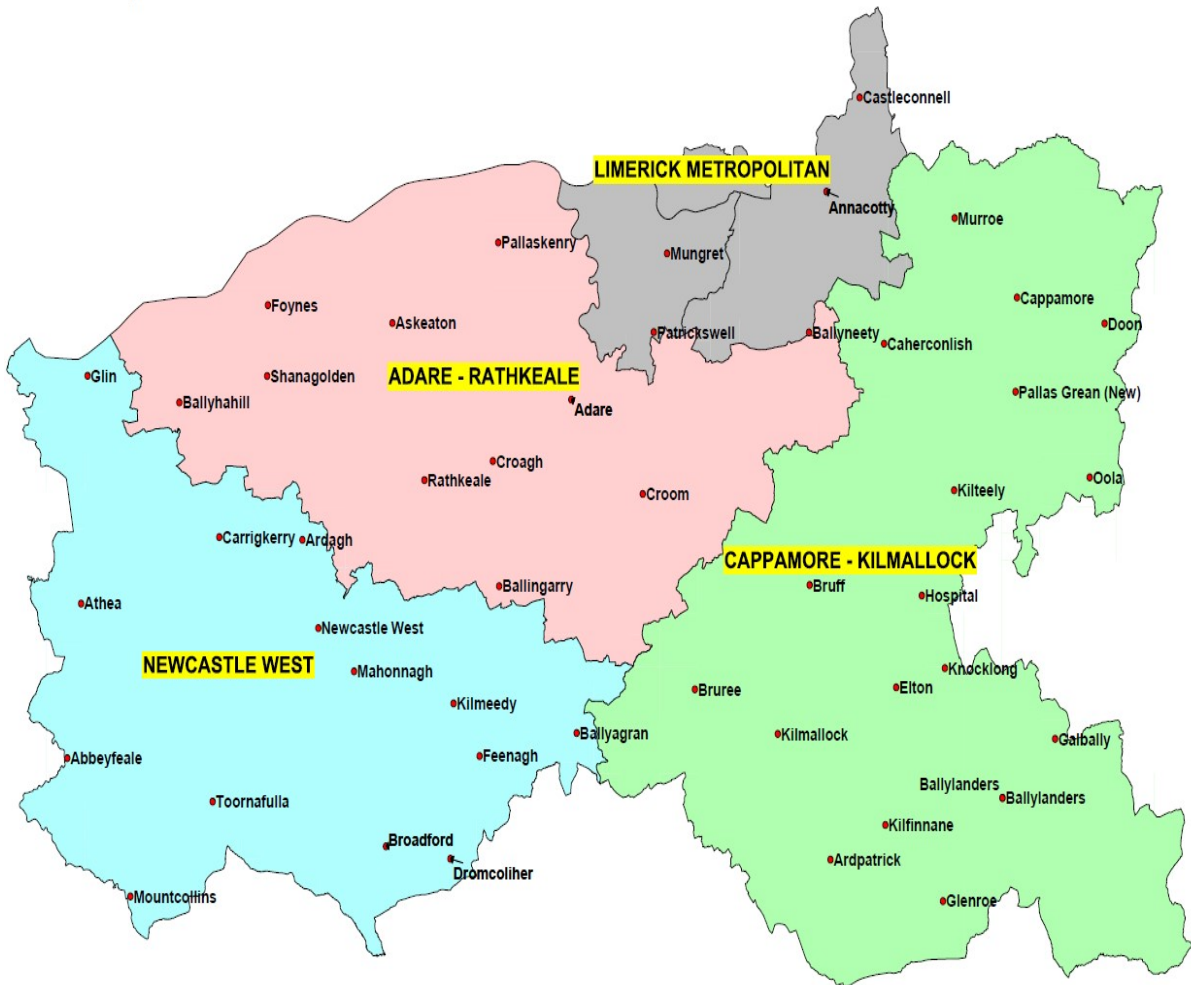 Castleconnell
LIMERICK METROPOLITAN
Annacotty
Murroe
Pallaskenry
Mungret
Cappamore
Foynes
Askeaton
Doon
Patrickswell
Ballyneety
Caherconlish
Glin
Shanagolden
ADARE - RATHKEALE
Pallas Grean (New)
Ballyhahill
Adare
Croagh
Rathkeale
Oola
Croom
Kilteely
Carrigkerry
Ardagh
CAPPAMORE - KILMALLOCK
Ballingarry
Bruff
Hospital
Athea
Newcastle West
NEWCASTLE WEST
Mahonnagh
Knocklong
Elton
Bruree
Kilmeedy
Ballyagran
Kilmallock
Galbally
Abbeyfeale
Feenagh
Ballylanders
Ballylanders
Toornafulla
Kilfinnane
Broadford
Ardpatrick
Dromcoliher
Mountcollins
Glenroe